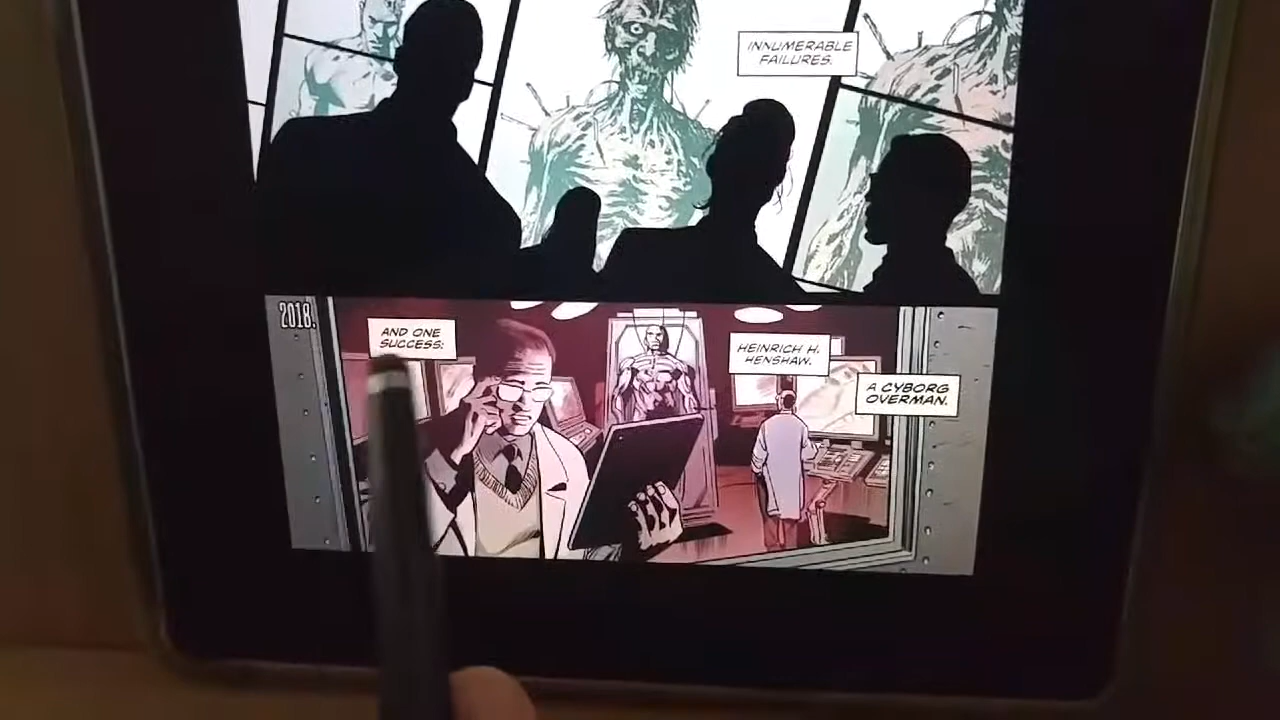 INNUMERABLE
FAILURES.
2018.
AND ONE
SUCCESS:
HEINRICH H.
HENSHAW.
A CYBORG
OVERMAN.